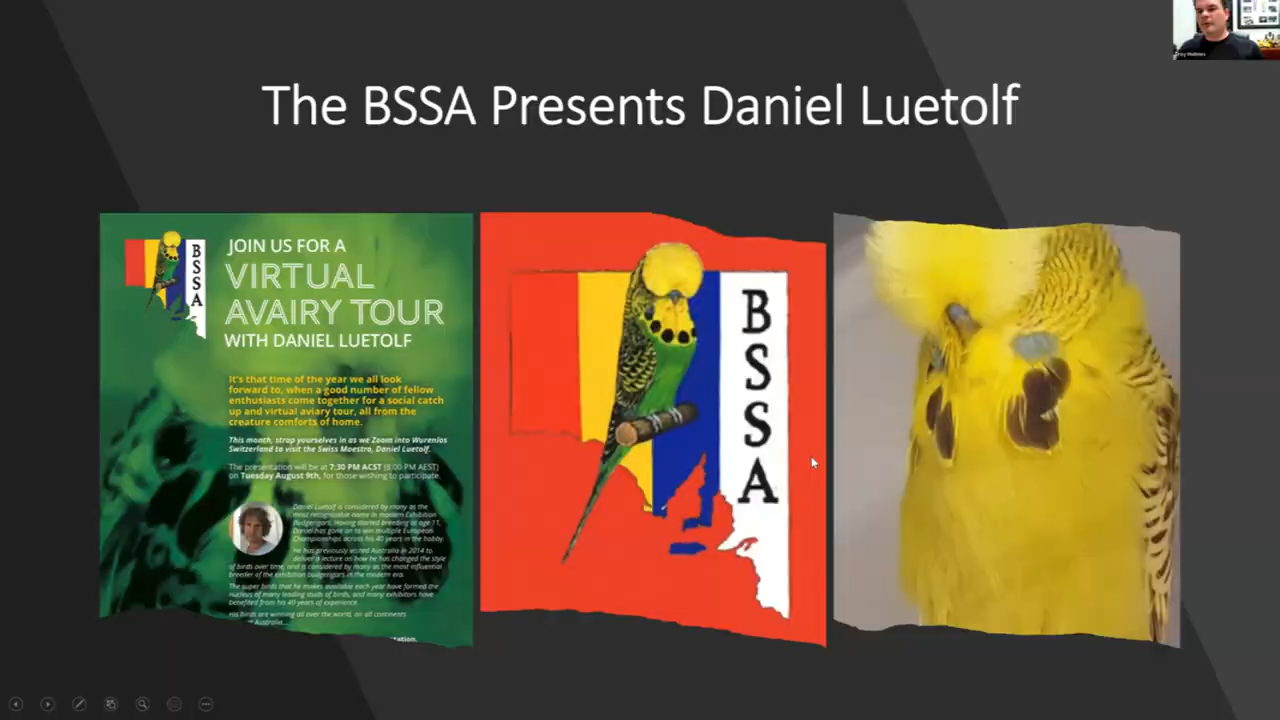 The BSSA Presents Daniel Luetolf
B
S
S
A
JOIN US FOR A
VIRTUAL
AVAIRY TOUR
WITH DANIEL LUETOLF
It's that time of the year we all look
forward to, when a good number of fellow
enthusiasts come together for a social catch
up and virtual aviary tour, all from the
creature comforts of home.
This month, strap yourselves in as we Zoom into Wurenlos
Switzerland to visit the Swiss Maestro, Daniel Luetolf.
The presentation will be at 7:30 PM ACST (8:00 PM AEST)
on Tuesday August 9th, for those wishing to participate.
Daniel Luetolf is considered by many as the
most recognisable name in modern Exhibition
Budgerigars. Having started breeding at age 11,
Daniel has gone on to win multiple European
Championships across his 40 years in the hobby.
He has previously visited Australia in 2014 to
deliver a lecture on how he has changed the style
of birds over time, and is considered by many as the most influential
breeder of the exhibition budgerigars in the modern era.
The super birds that he makes available each year have formed the
nucleus of many leading studs of birds, and many exhibitors have
benefited from his 40 years of experience.
His birds are winning all over the world, on all continents
Australia.
B
S
S
A